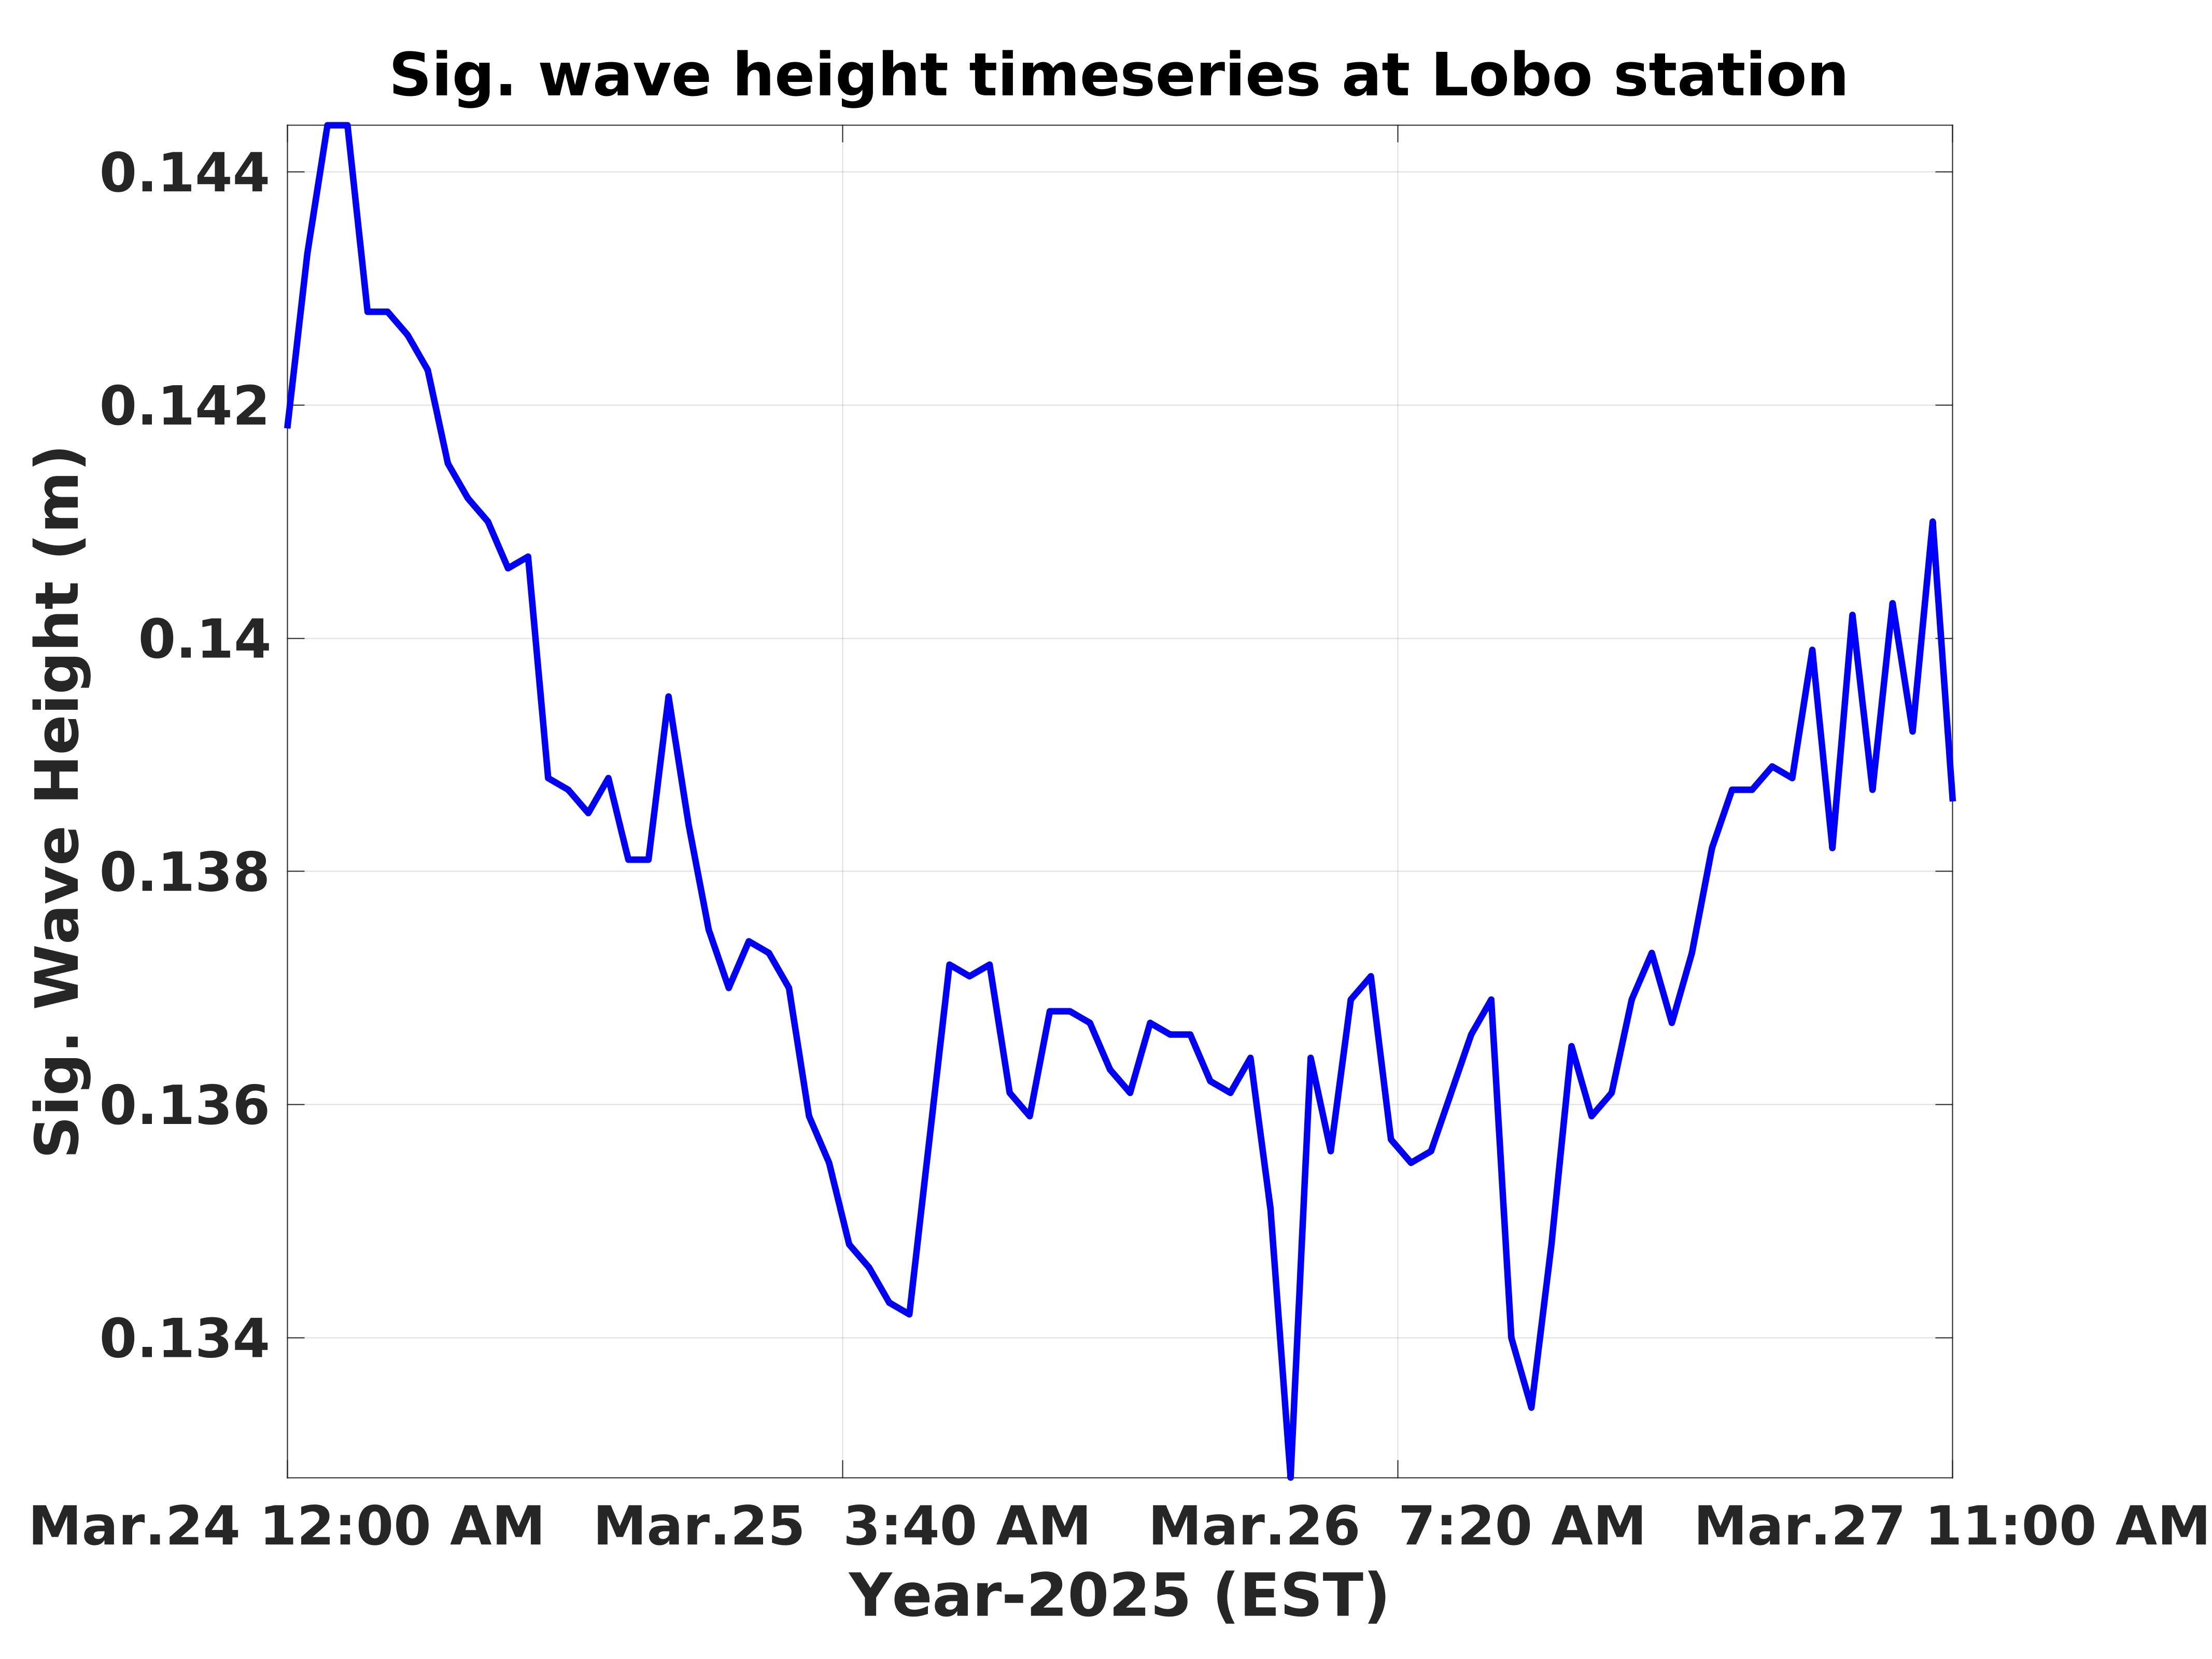 Sig. wave height timeseries at Lobo station
0.144
0.142
0.14
0.138
0.136
0.134
Sig. Wave Height (m)
Mar.24 12:00 AM
Mar.25 3:40 AM
Mar.26 7:20 AM
Mar.27 11:00 AM
Year-2025 (EST)